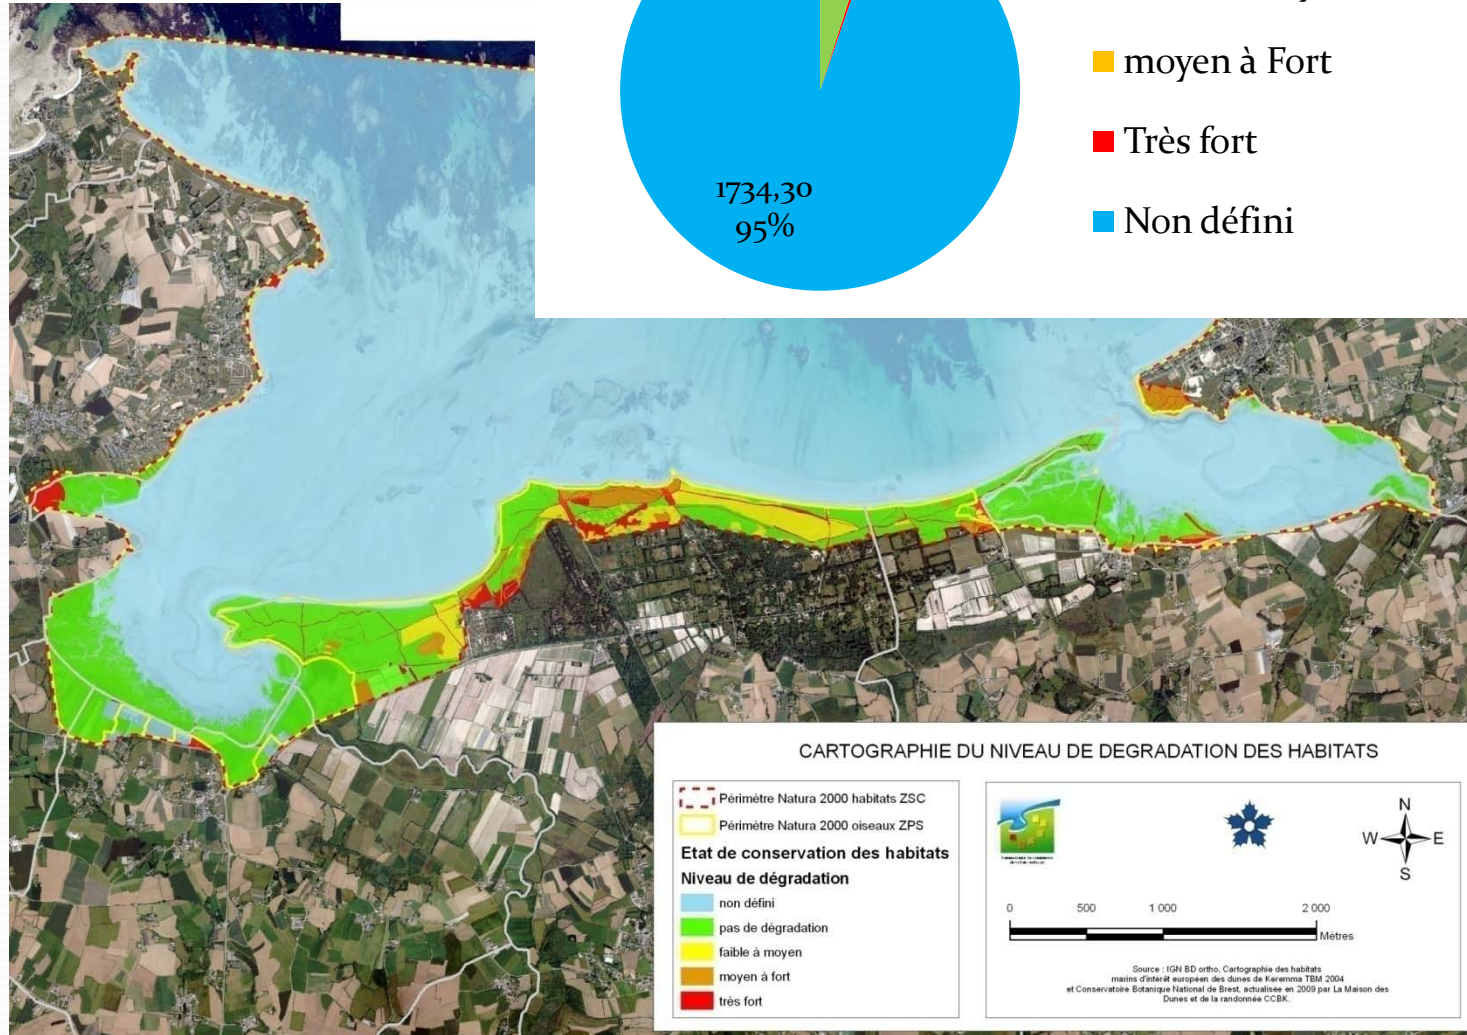 moyen à Fort
Très fort
Non défini
1734,30
95%
CARTOGRAPHIE DU NIVEAU DE DEGRADATION DES HABITATS
Périmètre Natura 2000 habitats ZSC
Périmètre Natura 2000 oiseaux ZPS
Etat de conservation des habitats
Niveau de dégradation
non défini
pas de dégradation
faible à moyen
moyen à fort
très fort
N
W E
S
0 500 1 000 2 000
Mètres
Source : IGN BD ortho, Cartographie des habitats
marins d'intérêt européen des dunes de Keremma TBM 2004
et Conservatoire Botanique National de Brest, actualisée en 2009 par La Maison des
Dunes et de la randonnée CCBK.